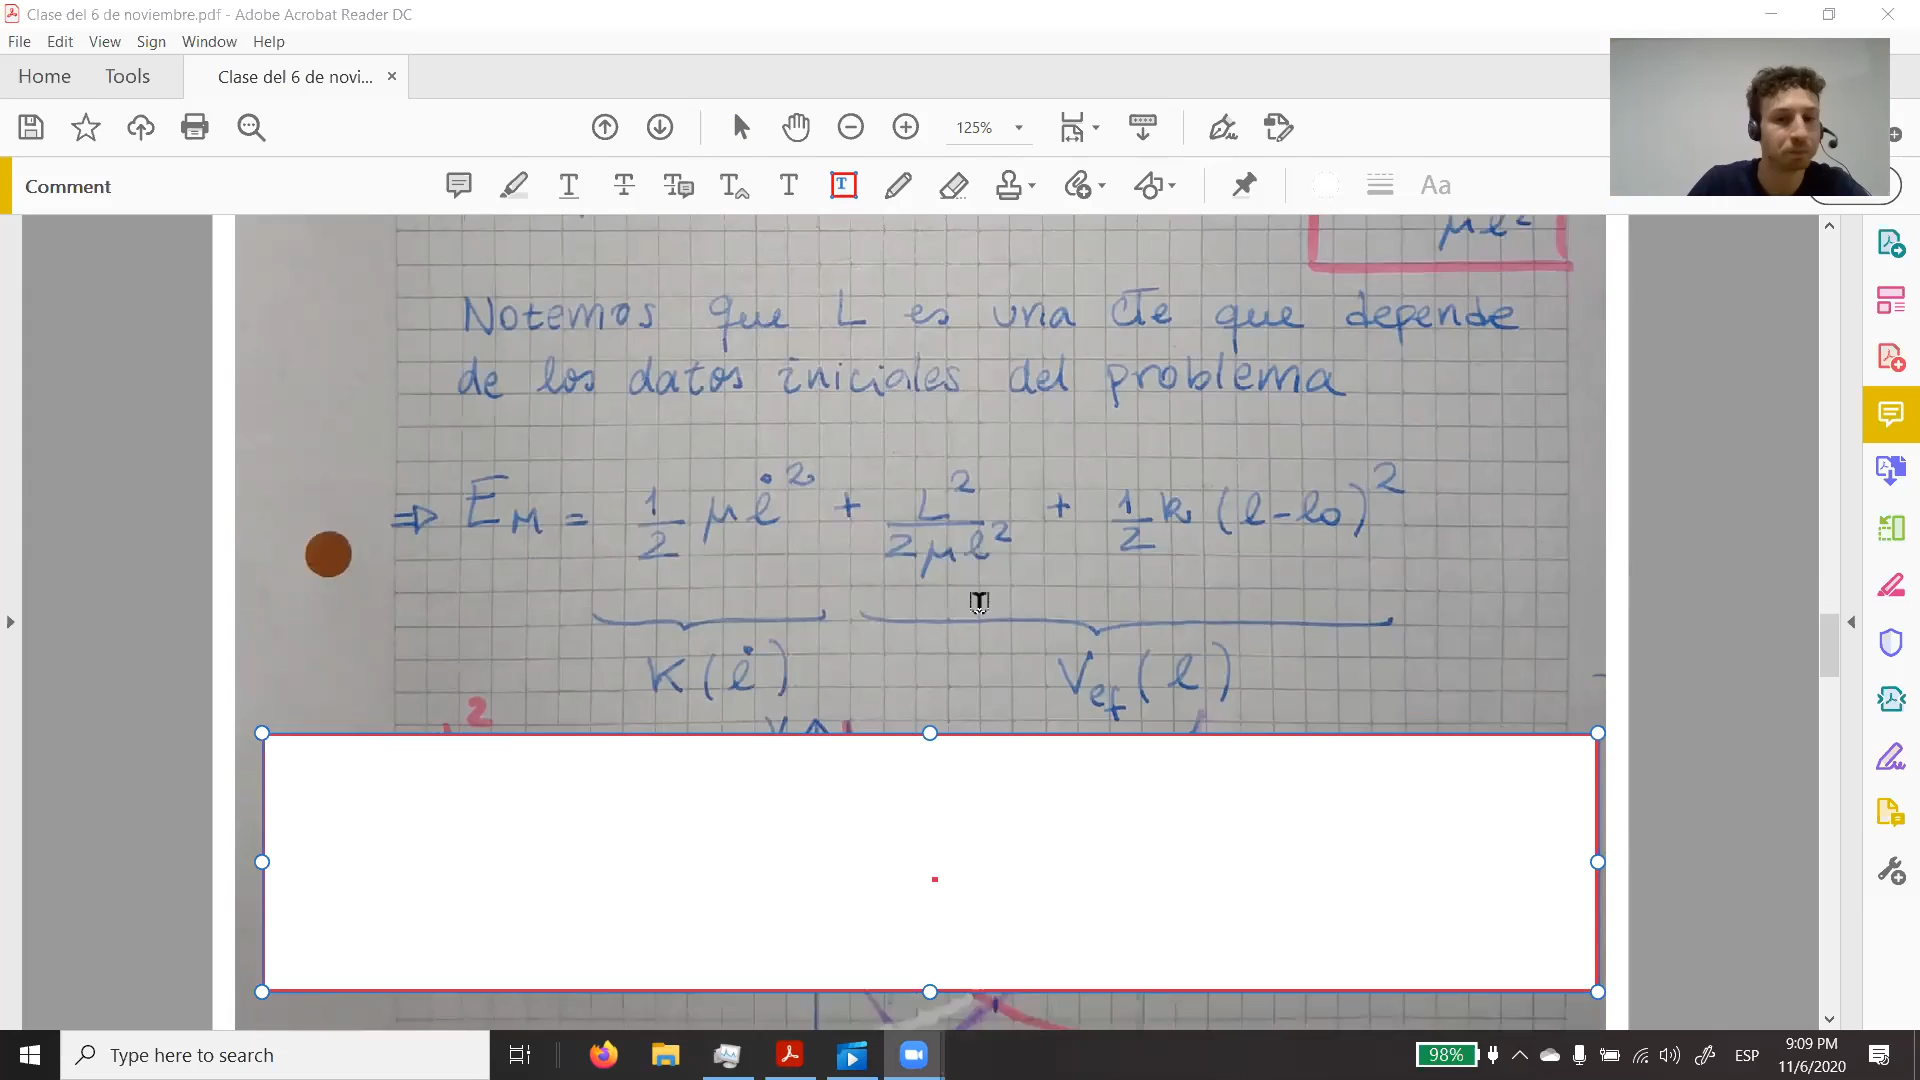 Clase del 6 de noviembre.pdf - Adobe Acrobat Reader DC
File Edit View Sign Window Help
Home Tools Clase del 6 de novi... ×
125%
Comment
Aa
μl²
Notemos que L es una cTe que depende
de los datos iniciales del problema
⇒ E_M = 1/2 μ l̇² + L²/(2μl²) + 1/2 k (l-l₀)²
K(l̇) V_ef(l)
2
Type here to search
98%
ESP
9:09 PM
11/6/2020